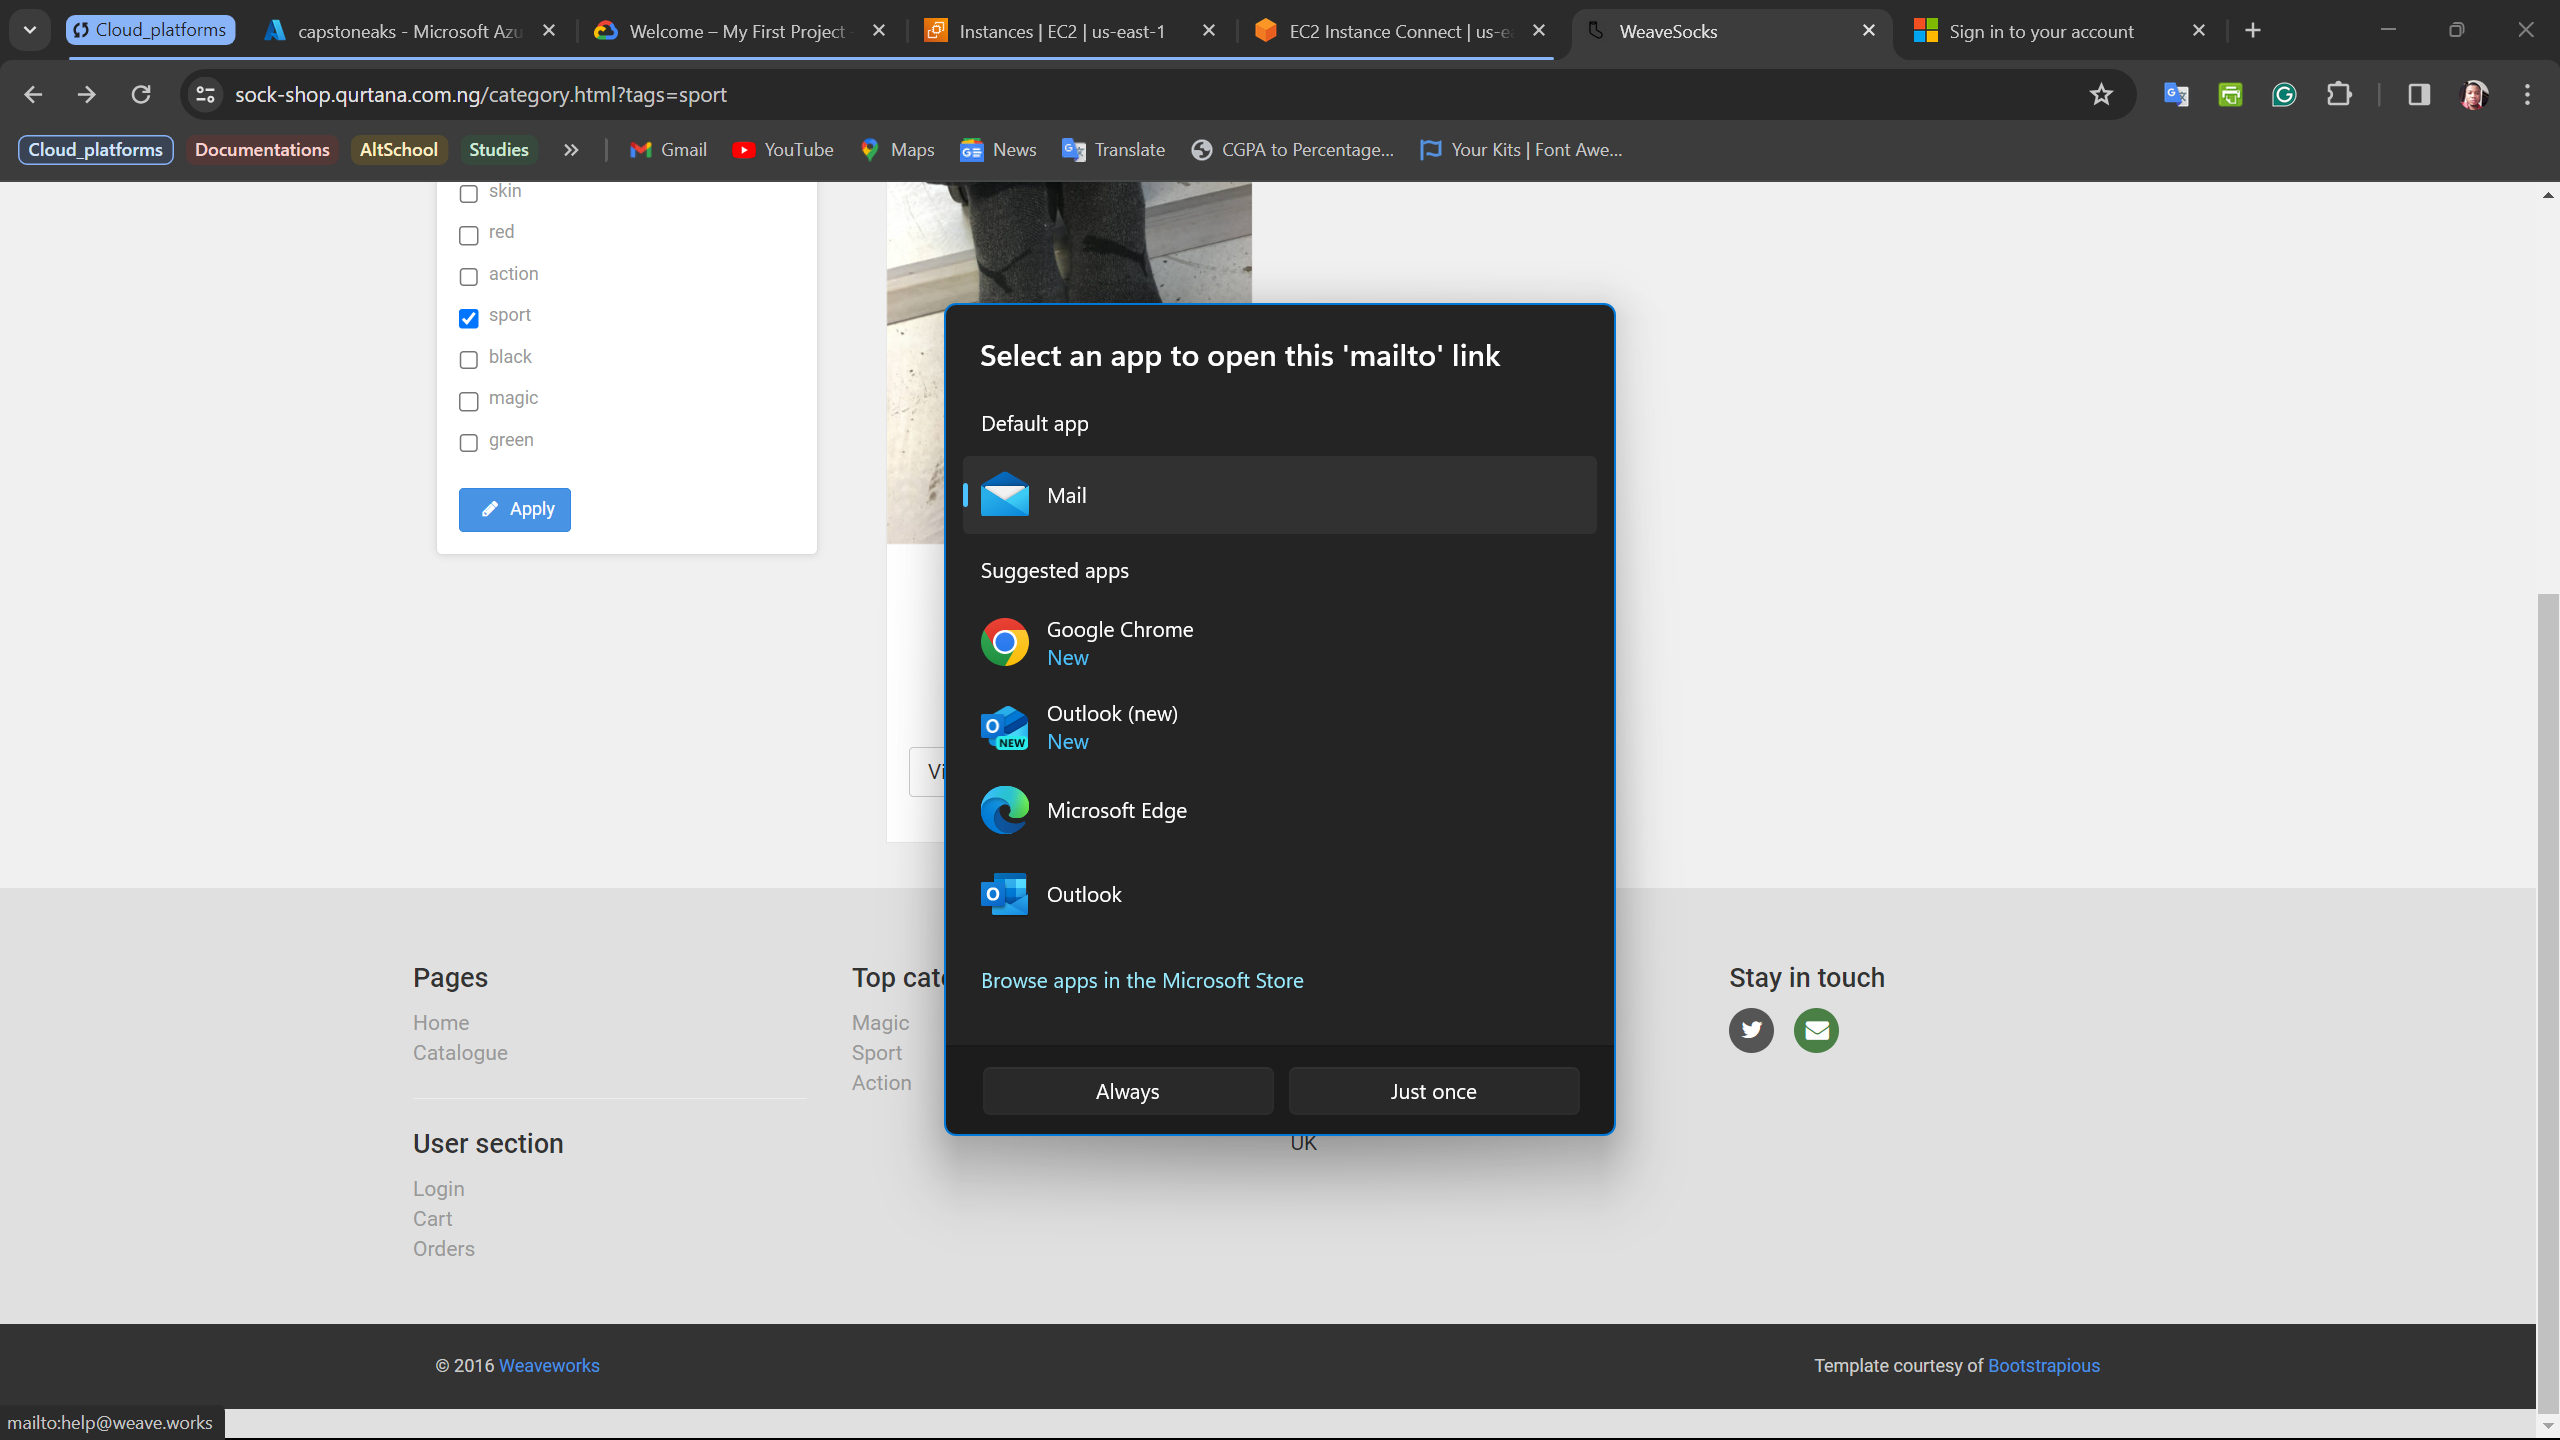 Cloud_platforms
capstoneaks - Microsoft Azu
Welcome – My First Project
Instances | EC2 | us-east-1
EC2 Instance Connect | us-ea
WeaveSocks
Sign in to your account
sock-shop.qurtana.com.ng/category.html?tags=sport
Cloud_platforms
Documentations
AltSchool
Studies
Gmail
YouTube
Maps
News
Translate
CGPA to Percentage...
Your Kits | Font Awe...
skin
red
action
sport
black
magic
green
Apply
Vi
Select an app to open this 'mailto' link
Default app
Mail
Suggested apps
Google Chrome
New
Outlook (new)
New
NEW
Microsoft Edge
Outlook
Browse apps in the Microsoft Store
Always
Just once
Pages
Home
Catalogue
User section
Login
Cart
Orders
Top cate
Magic
Sport
Action
UK
Stay in touch
© 2016 Weaveworks
Template courtesy of Bootstrapious
mailto:help@weave.works